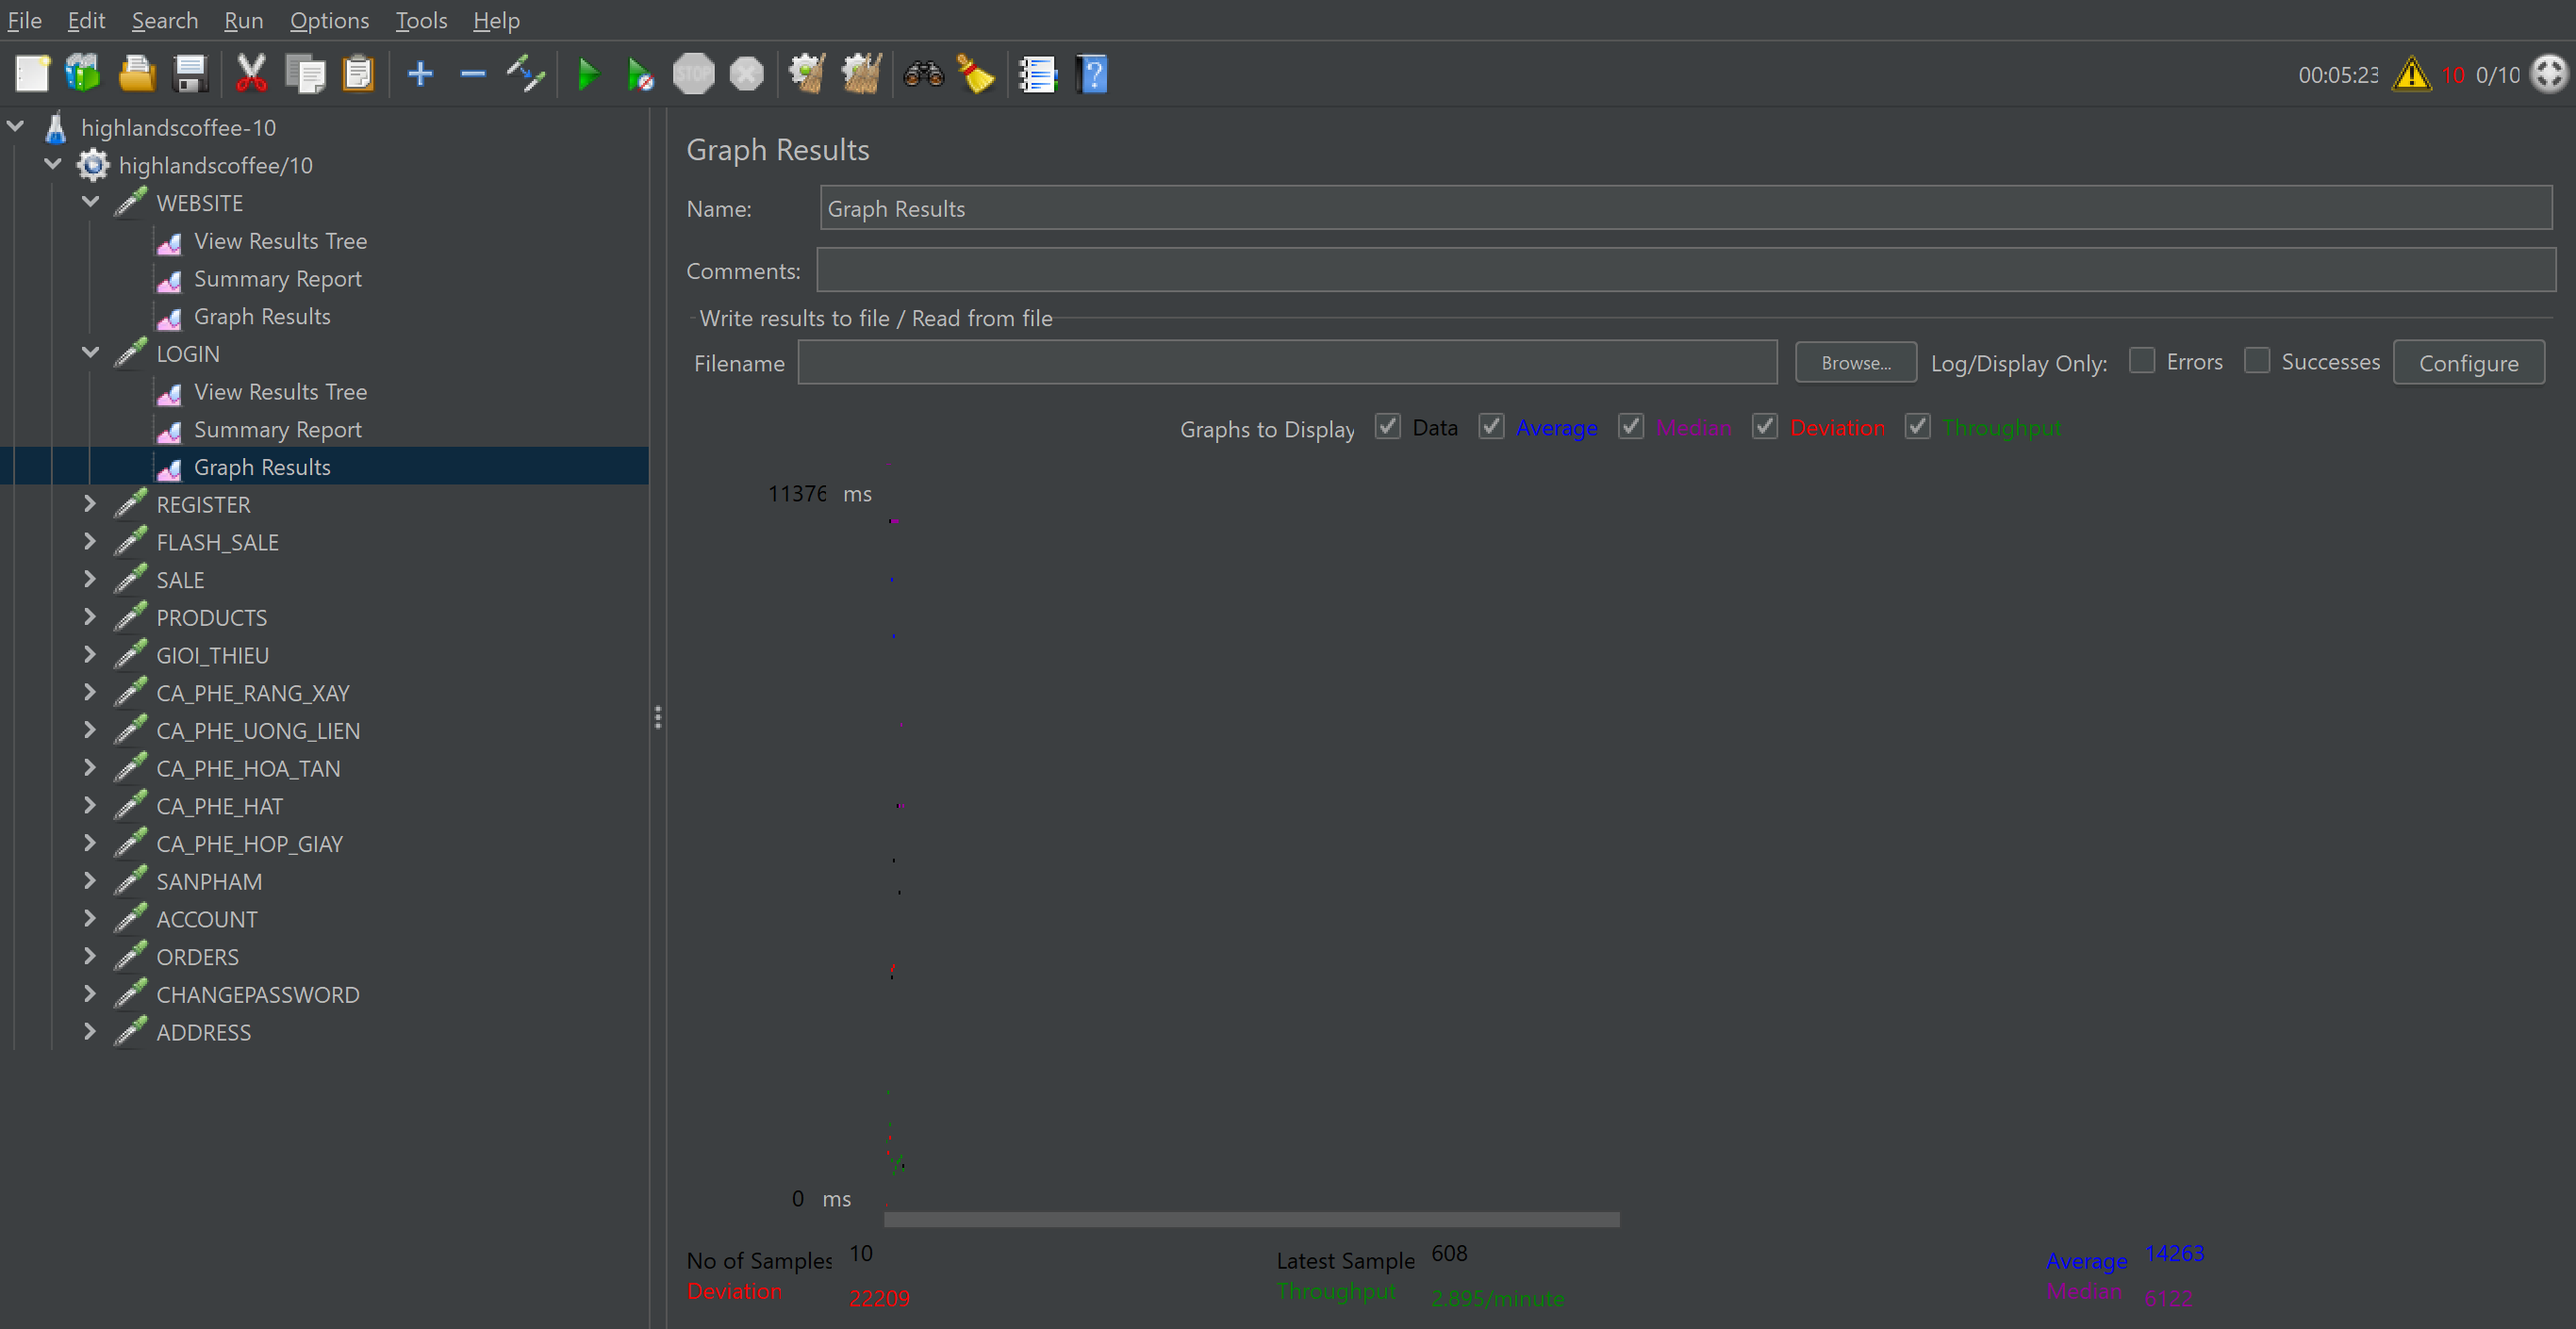 File Edit Search Run Options Tools Help
STOP
00:05:23 10 0/10
highlandscoffee-10
highlandscoffee/10
WEBSITE
View Results Tree
Summary Report
Graph Results
LOGIN
View Results Tree
Summary Report
Graph Results
REGISTER
FLASH_SALE
SALE
PRODUCTS
GIOI_THIEU
CA_PHE_RANG_XAY
CA_PHE_UONG_LIEN
CA_PHE_HOA_TAN
CA_PHE_HAT
CA_PHE_HOP_GIAY
SANPHAM
ACCOUNT
ORDERS
CHANGEPASSWORD
ADDRESS
Graph Results
Name: Graph Results
Comments:
Write results to file / Read from file
Filename Browse... Log/Display Only: Errors Successes Configure
Graphs to Display Data Average Median Deviation Throughput
11376 ms
0 ms
No of Samples 10 Latest Sample 608 Average 14263
Deviation 22209 Throughput 2.895/minute Median 6122